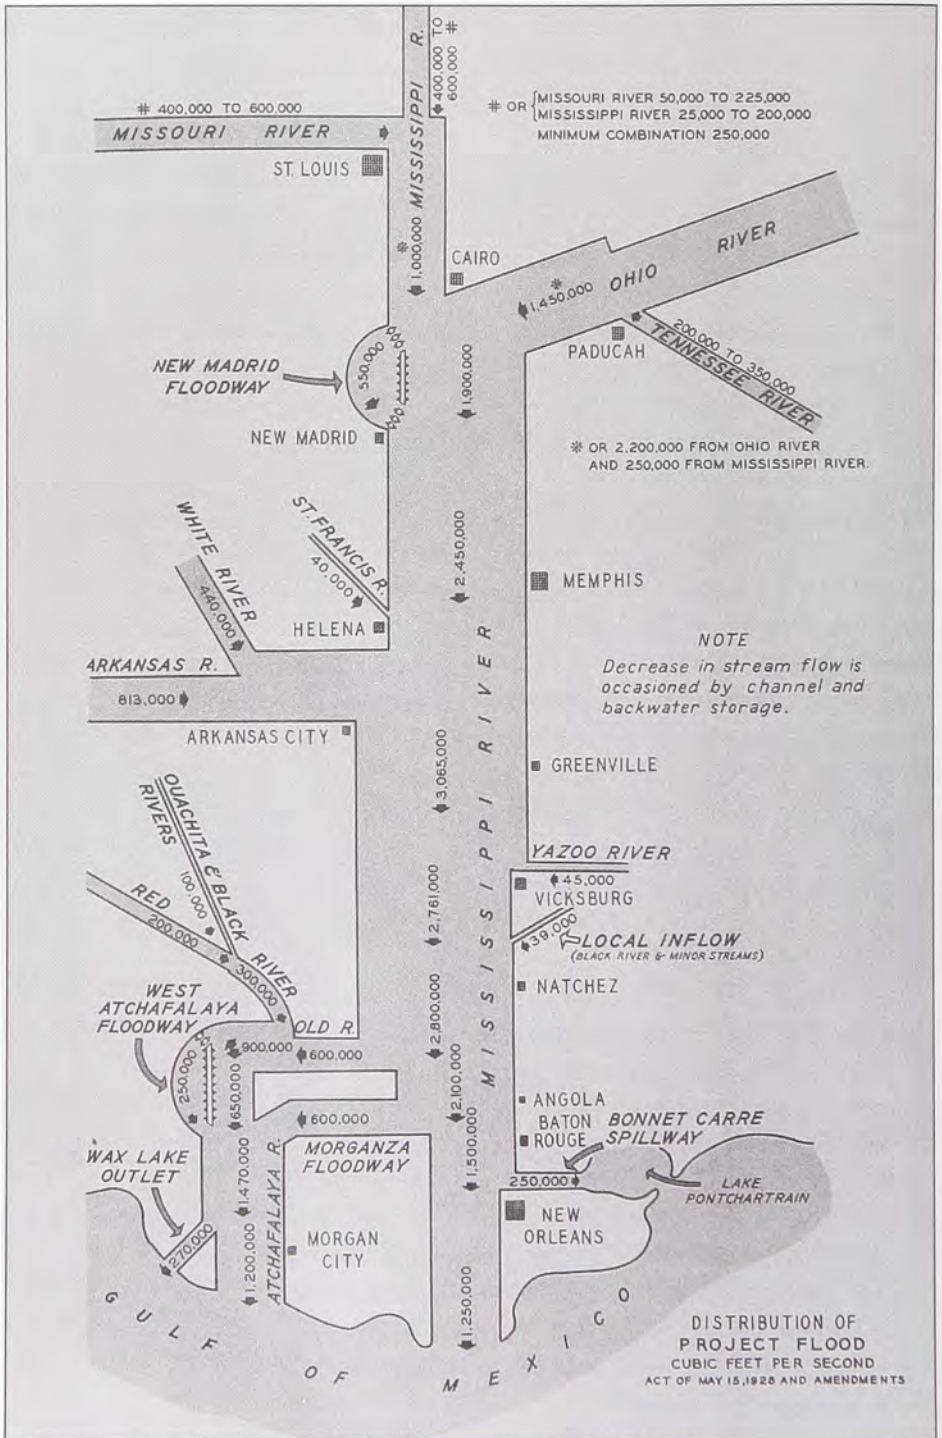 MISSISSIPPI R.
400,000 TO
600,000 #
# 400,000 TO 600,000
MISSOURI RIVER
# OR { MISSOURI RIVER 50,000 TO 225,000
MISSISSIPPI RIVER 25,000 TO 200,000
MINIMUM COMBINATION 250,000
ST. LOUIS
※
1,000,000
CAIRO
※
1,450,000
OHIO RIVER
PADUCAH
200,000 TO 350,000
TENNESSEE RIVER
NEW MADRID
FLOODWAY
550,000
1,900,000
NEW MADRID
※ OR 2,200,000 FROM OHIO RIVER
AND 250,000 FROM MISSISSIPPI RIVER.
WHITE RIVER
440,000
ST. FRANCIS R.
40,000
2,450,000
MEMPHIS
HELENA
ARKANSAS R.
813,000
ARKANSAS CITY
NOTE
Decrease in stream flow is
occasioned by channel and
backwater storage.
MISSISSIPPI RIVER
3,065,000
GREENVILLE
OUACHITA & BLACK
RIVERS
100,000
RED RIVER
200,000
300,000
YAZOO RIVER
45,000
VICKSBURG
2,761,000
39,000
LOCAL INFLOW
(BLACK RIVER & MINOR STREAMS)
NATCHEZ
WEST
ATCHAFALAYA
FLOODWAY
OLD R.
900,000
600,000
2,800,000
250,000
650,000
2,100,000
ANGOLA
600,000
BATON
ROUGE
BONNET CARRE
SPILLWAY
MORGANZA
FLOODWAY
1,500,000
WAX LAKE
OUTLET
1,470,000
ATCHAFALAYA R.
250,000
LAKE
PONTCHARTRAIN
270,000
1,200,000
MORGAN
CITY
NEW
ORLEANS
1,250,000
GULF OF MEXICO
DISTRIBUTION OF
PROJECT FLOOD
CUBIC FEET PER SECOND
ACT OF MAY 15, 1928 AND AMENDMENTS